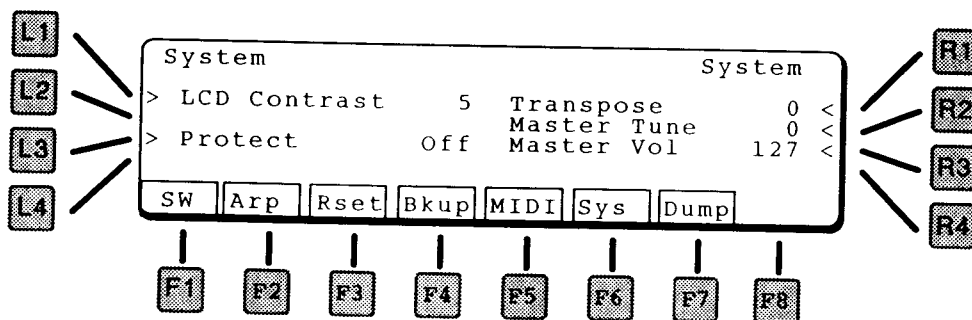 L1
L2
L3
L4
System System
> LCD Contrast 5 Transpose 0 <
Master Tune 0 <
> Protect Off Master Vol 127 <
SW Arp Rset Bkup MIDI Sys Dump
F1 F2 F3 F4 F5 F6 F7 F8
R1
R2
R3
R4